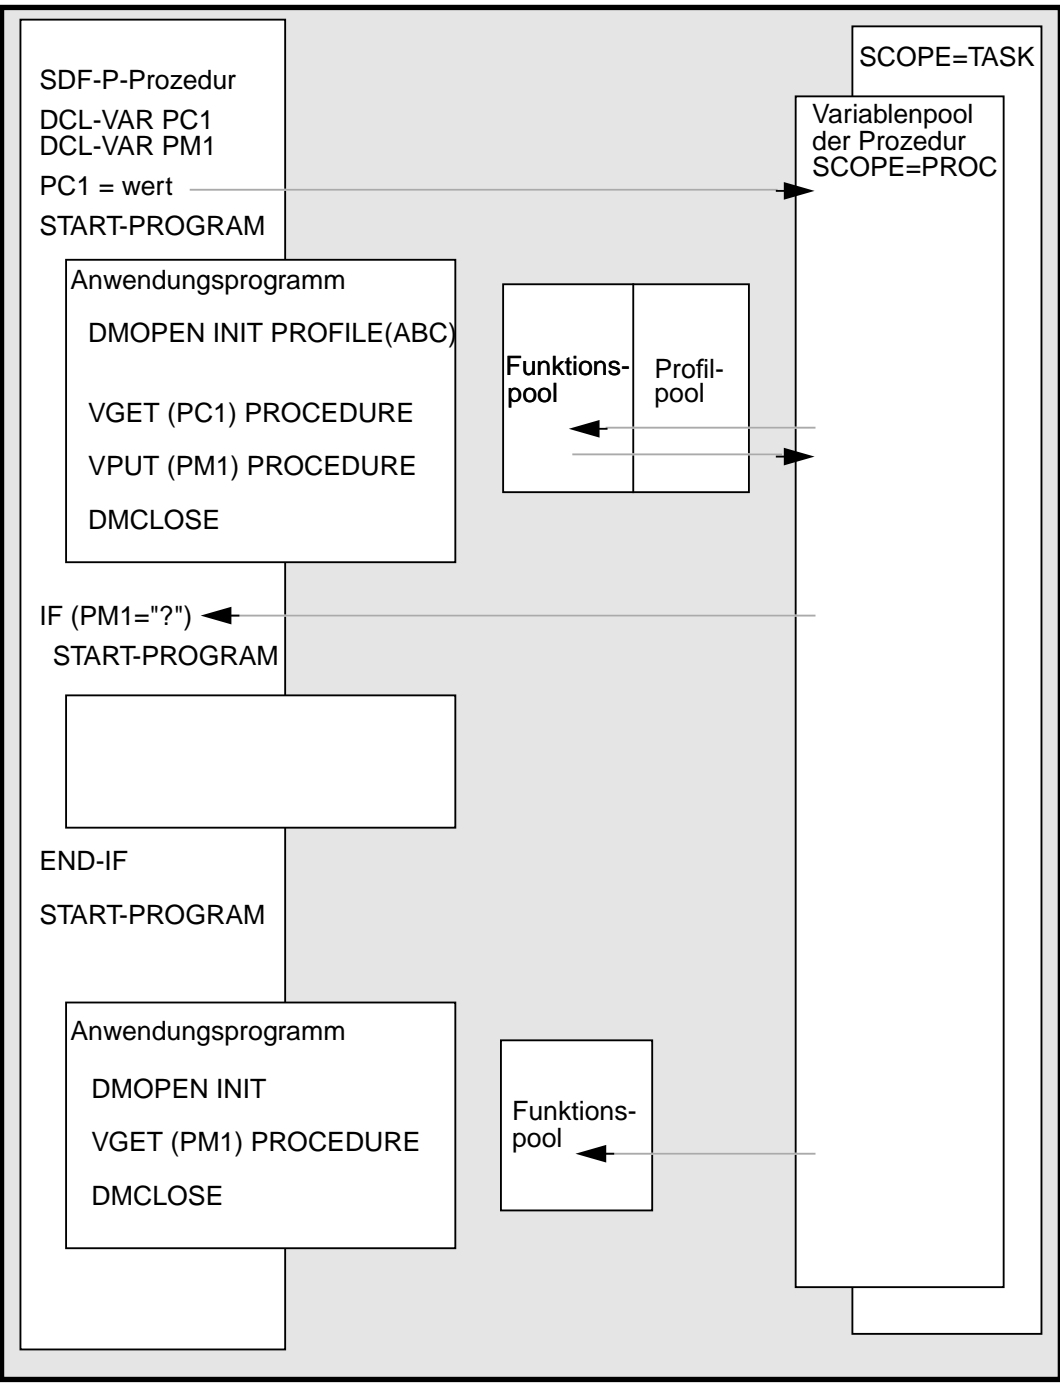 SDF-P-Prozedur
DCL-VAR PC1
DCL-VAR PM1
PC1 = wert
START-PROGRAM
Anwendungsprogramm
DMOPEN INIT PROFILE(ABC)
VGET (PC1) PROCEDURE
VPUT (PM1) PROCEDURE
DMCLOSE
IF (PM1="?")
START-PROGRAM
END-IF
START-PROGRAM
Anwendungsprogramm
DMOPEN INIT
VGET (PM1) PROCEDURE
DMCLOSE
Funktions-
pool
Profil-
pool
Funktions-
pool
SCOPE=TASK
Variablenpool
der Prozedur
SCOPE=PROC